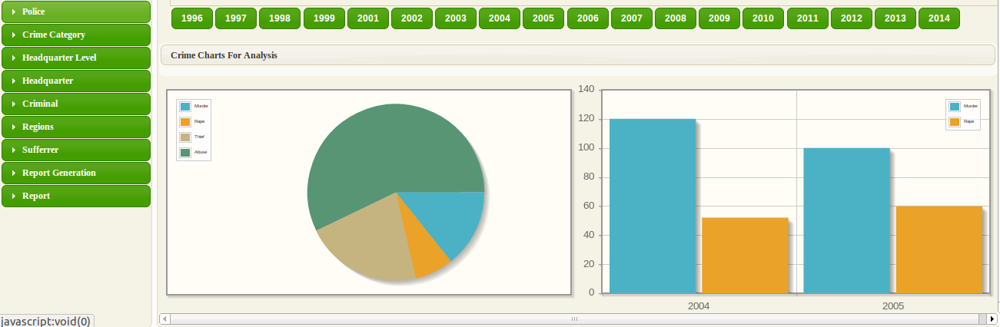 Police
Crime Category
Headquarter Level
Headquarter
Criminal
Regions
Sufferrer
Report Generation
Report
javascript:void(0)
1996 1997 1998 1999 2001 2002 2003 2004 2005 2006 2007 2008 2009 2010 2011 2012 2013 2014
Crime Charts For Analysis
Murder
Rape
Thief
Abuse
140
120
100
80
60
40
20
0
Murder
Rape
2004 2005